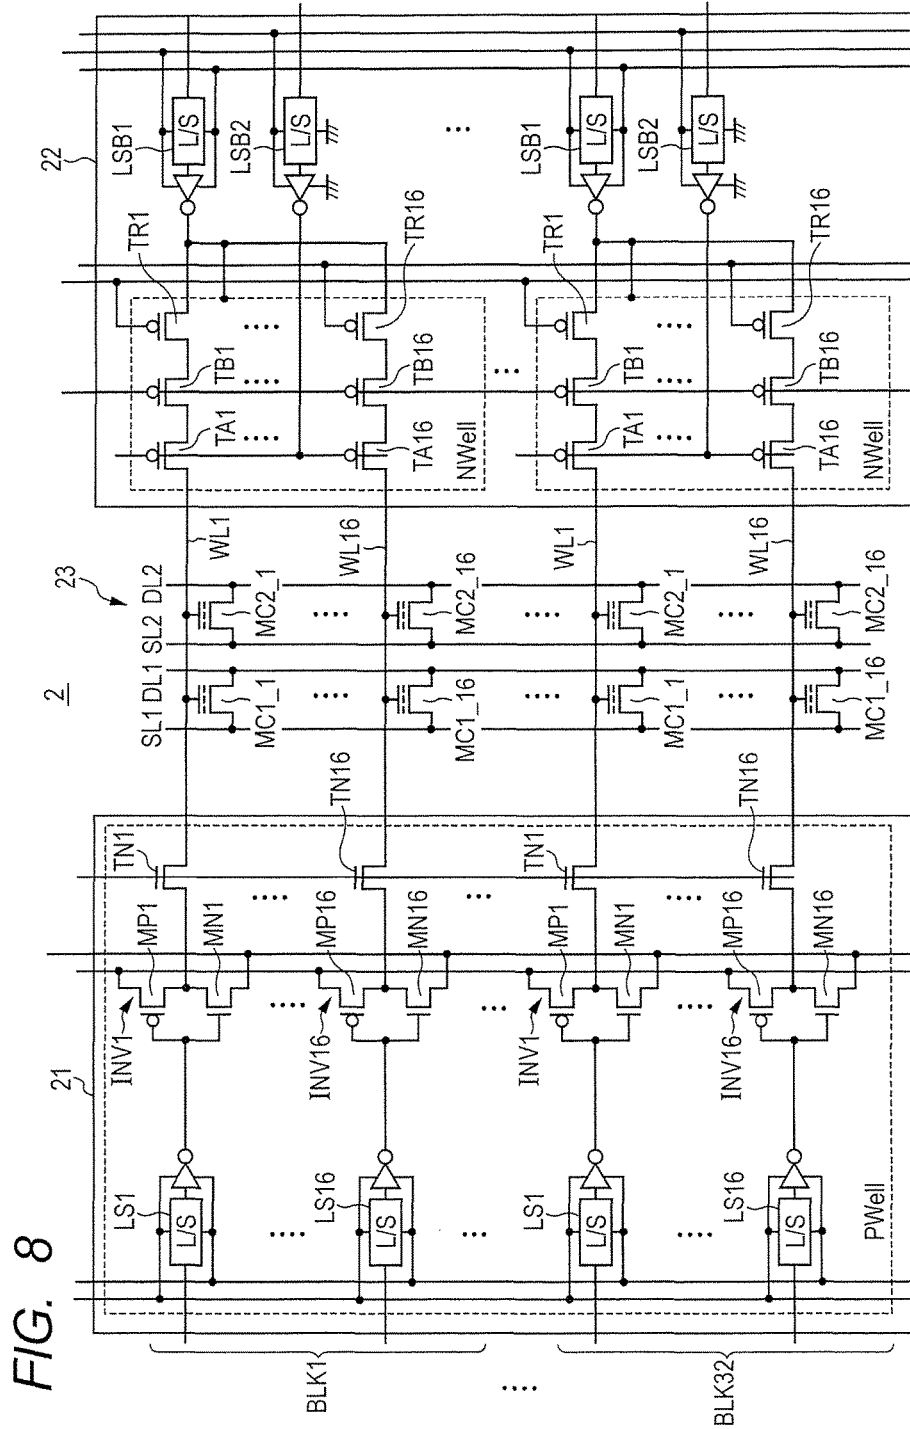 FIG. 8
2
21
23
22
BLK1
BLK32
LS1
L/S
LS16
L/S
LS1
L/S
LS16
L/S
PWell
INV1
MP1
MN1
INV16
MP16
MN16
INV1
MP1
MN1
INV16
MP16
MN16
TN1
TN16
TN1
TN16
SL1
DL1
SL2
DL2
MC1_1
MC2_1
MC1_16
MC2_16
MC1_1
MC2_1
MC1_16
MC2_16
WL1
WL16
WL1
WL16
TA1
TB1
TR1
TA16
TB16
TR16
NWell
TA1
TB1
TR1
TA16
TB16
TR16
NWell
LSB1
L/S
LSB2
L/S
LSB1
L/S
LSB2
L/S